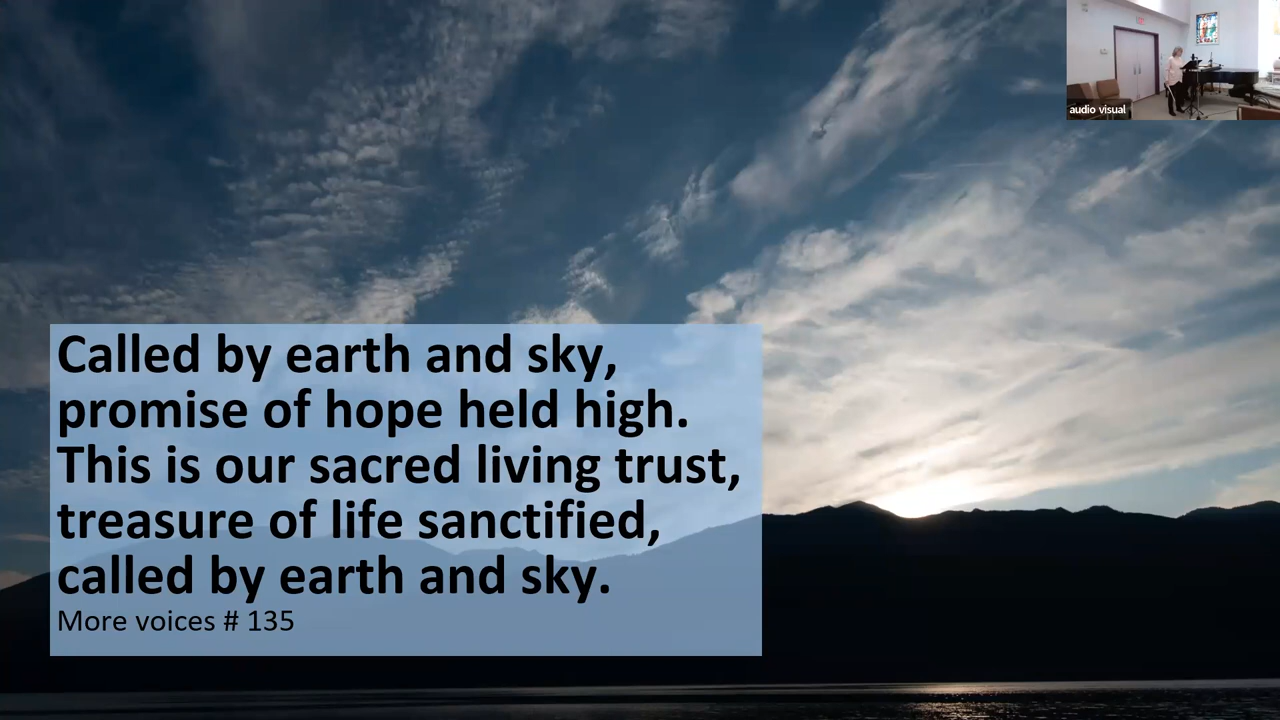 audio visual
Called by earth and sky,
promise of hope held high.
This is our sacred living trust,
treasure of life sanctified,
called by earth and sky.
More voices # 135